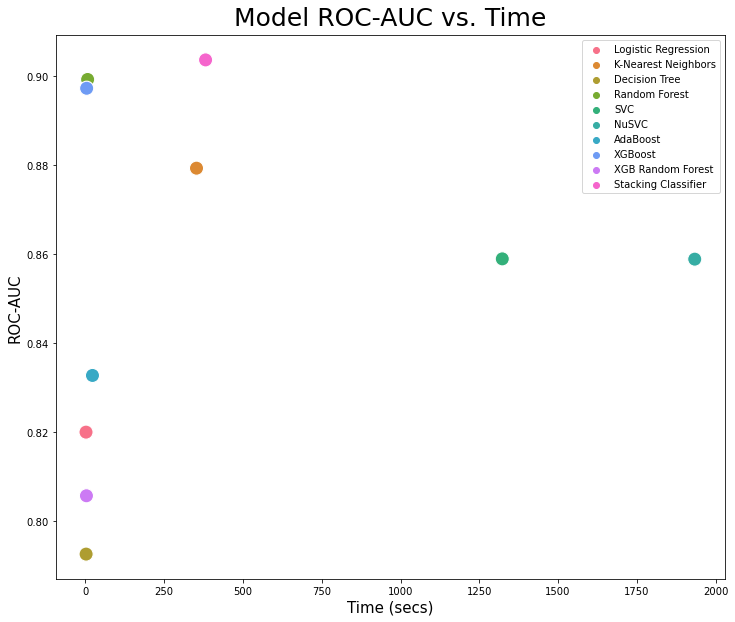 Model ROC-AUC vs. Time
Logistic Regression
K-Nearest Neighbors
Decision Tree
Random Forest
SVC
NuSVC
AdaBoost
XGBoost
XGB Random Forest
Stacking Classifier
ROC-AUC
0.90
0.88
0.86
0.84
0.82
0.80
0 250 500 750 1000 1250 1500 1750 2000
Time (secs)